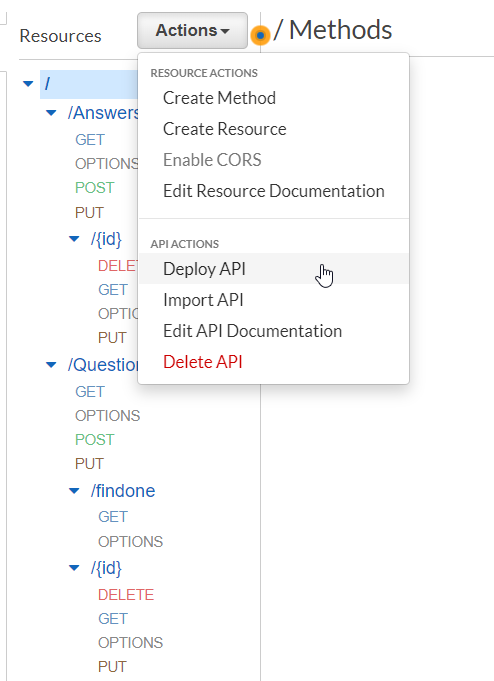 Resources
Actions
/ Methods
RESOURCE ACTIONS
Create Method
Create Resource
Enable CORS
Edit Resource Documentation
API ACTIONS
Deploy API
Import API
Edit API Documentation
Delete API
/
/Answers
GET
OPTIONS
POST
PUT
/{id}
DELET
GET
OPTIO
PUT
/Question
GET
OPTIONS
POST
PUT
/findone
GET
OPTIONS
/{id}
DELETE
GET
OPTIONS
PUT